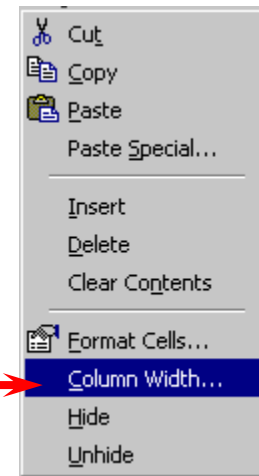 Cut
Copy
Paste
Paste Special...
Insert
Delete
Clear Contents
Format Cells...
Column Width...
Hide
Unhide